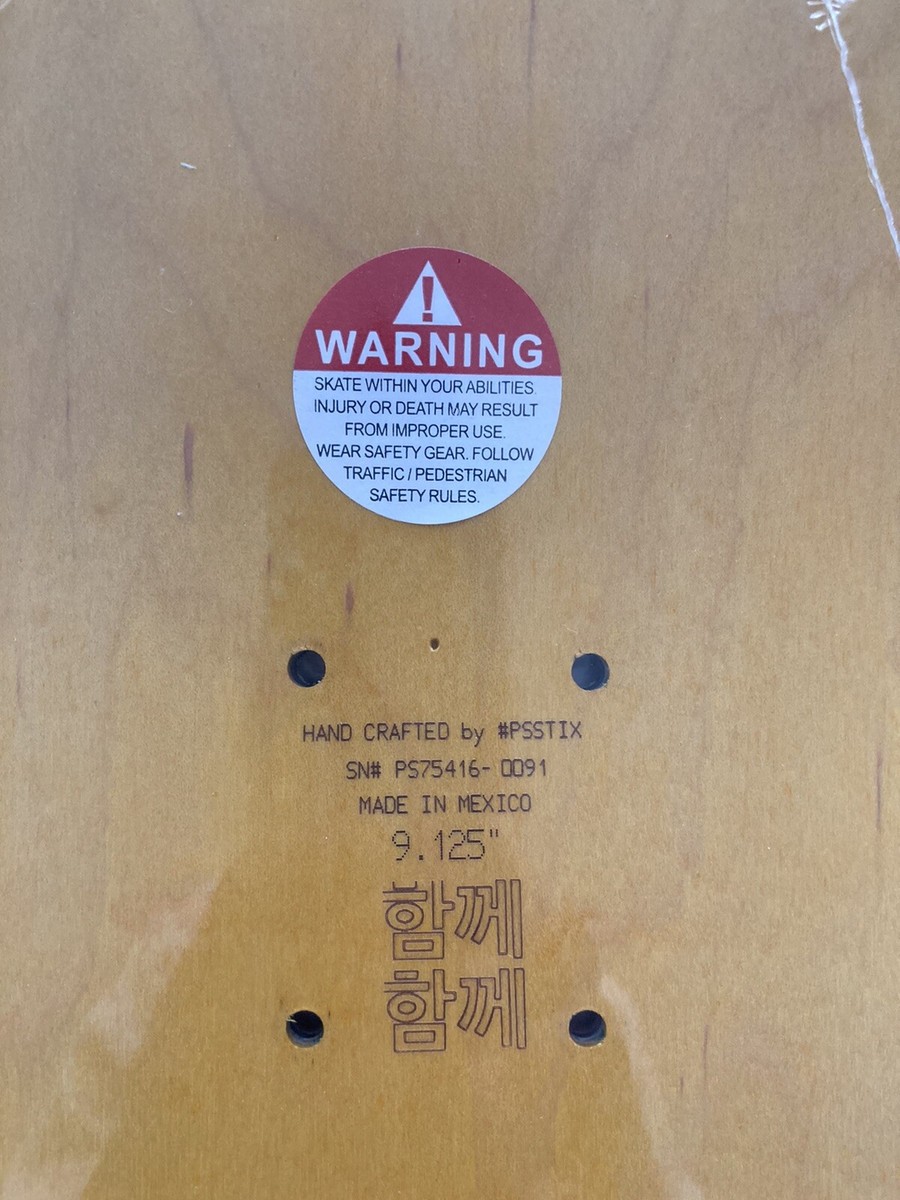 !
WARNING
SKATE WITHIN YOUR ABILITIES.
INJURY OR DEATH MAY RESULT
FROM IMPROPER USE.
WEAR SAFETY GEAR. FOLLOW
TRAFFIC / PEDESTRIAN
SAFETY RULES.
HAND CRAFTED by #PSSTIX
SN# PS75416- 0091
MADE IN MEXICO
9.125"
함께
함께